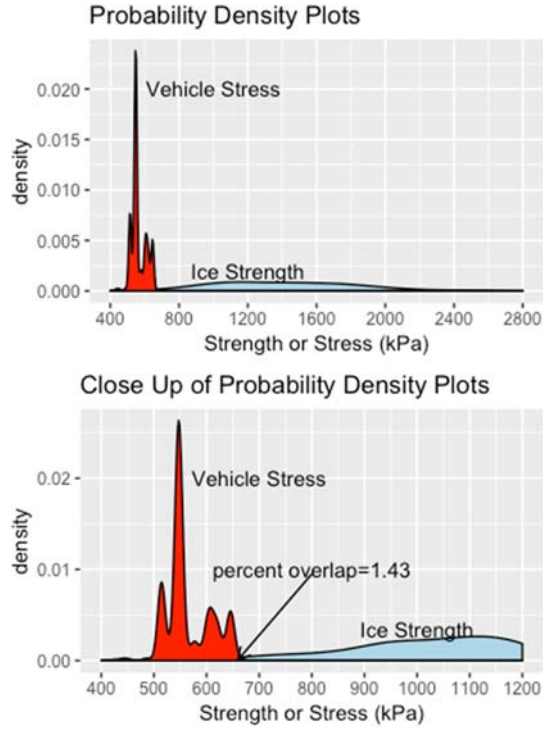 Probability Density Plots
density
0.020
0.015
0.010
0.005
0.000
Vehicle Stress
Ice Strength
400 800 1200 1600 2000 2400 2800
Strength or Stress (kPa)
Close Up of Probability Density Plots
density
0.02
0.01
0.00
Vehicle Stress
percent overlap=1.43
Ice Strength
400 500 600 700 800 900 1000 1100 1200
Strength or Stress (kPa)